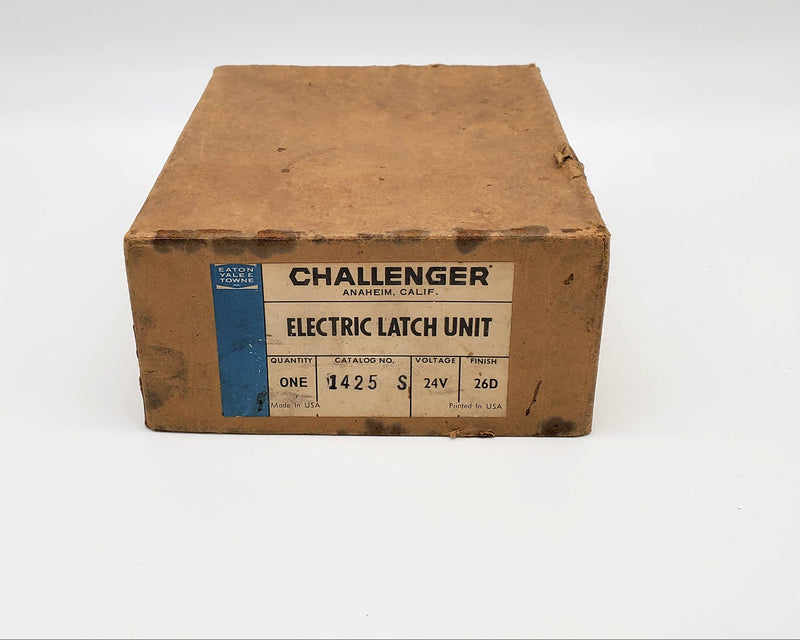 EATON
YALE &
TOWNE
CHALLENGER
ANAHEIM, CALIF.
ELECTRIC LATCH UNIT
QUANTITY CATALOG NO. VOLTAGE FINISH
ONE 1425 S 24V 26D
Made In USA Printed In USA